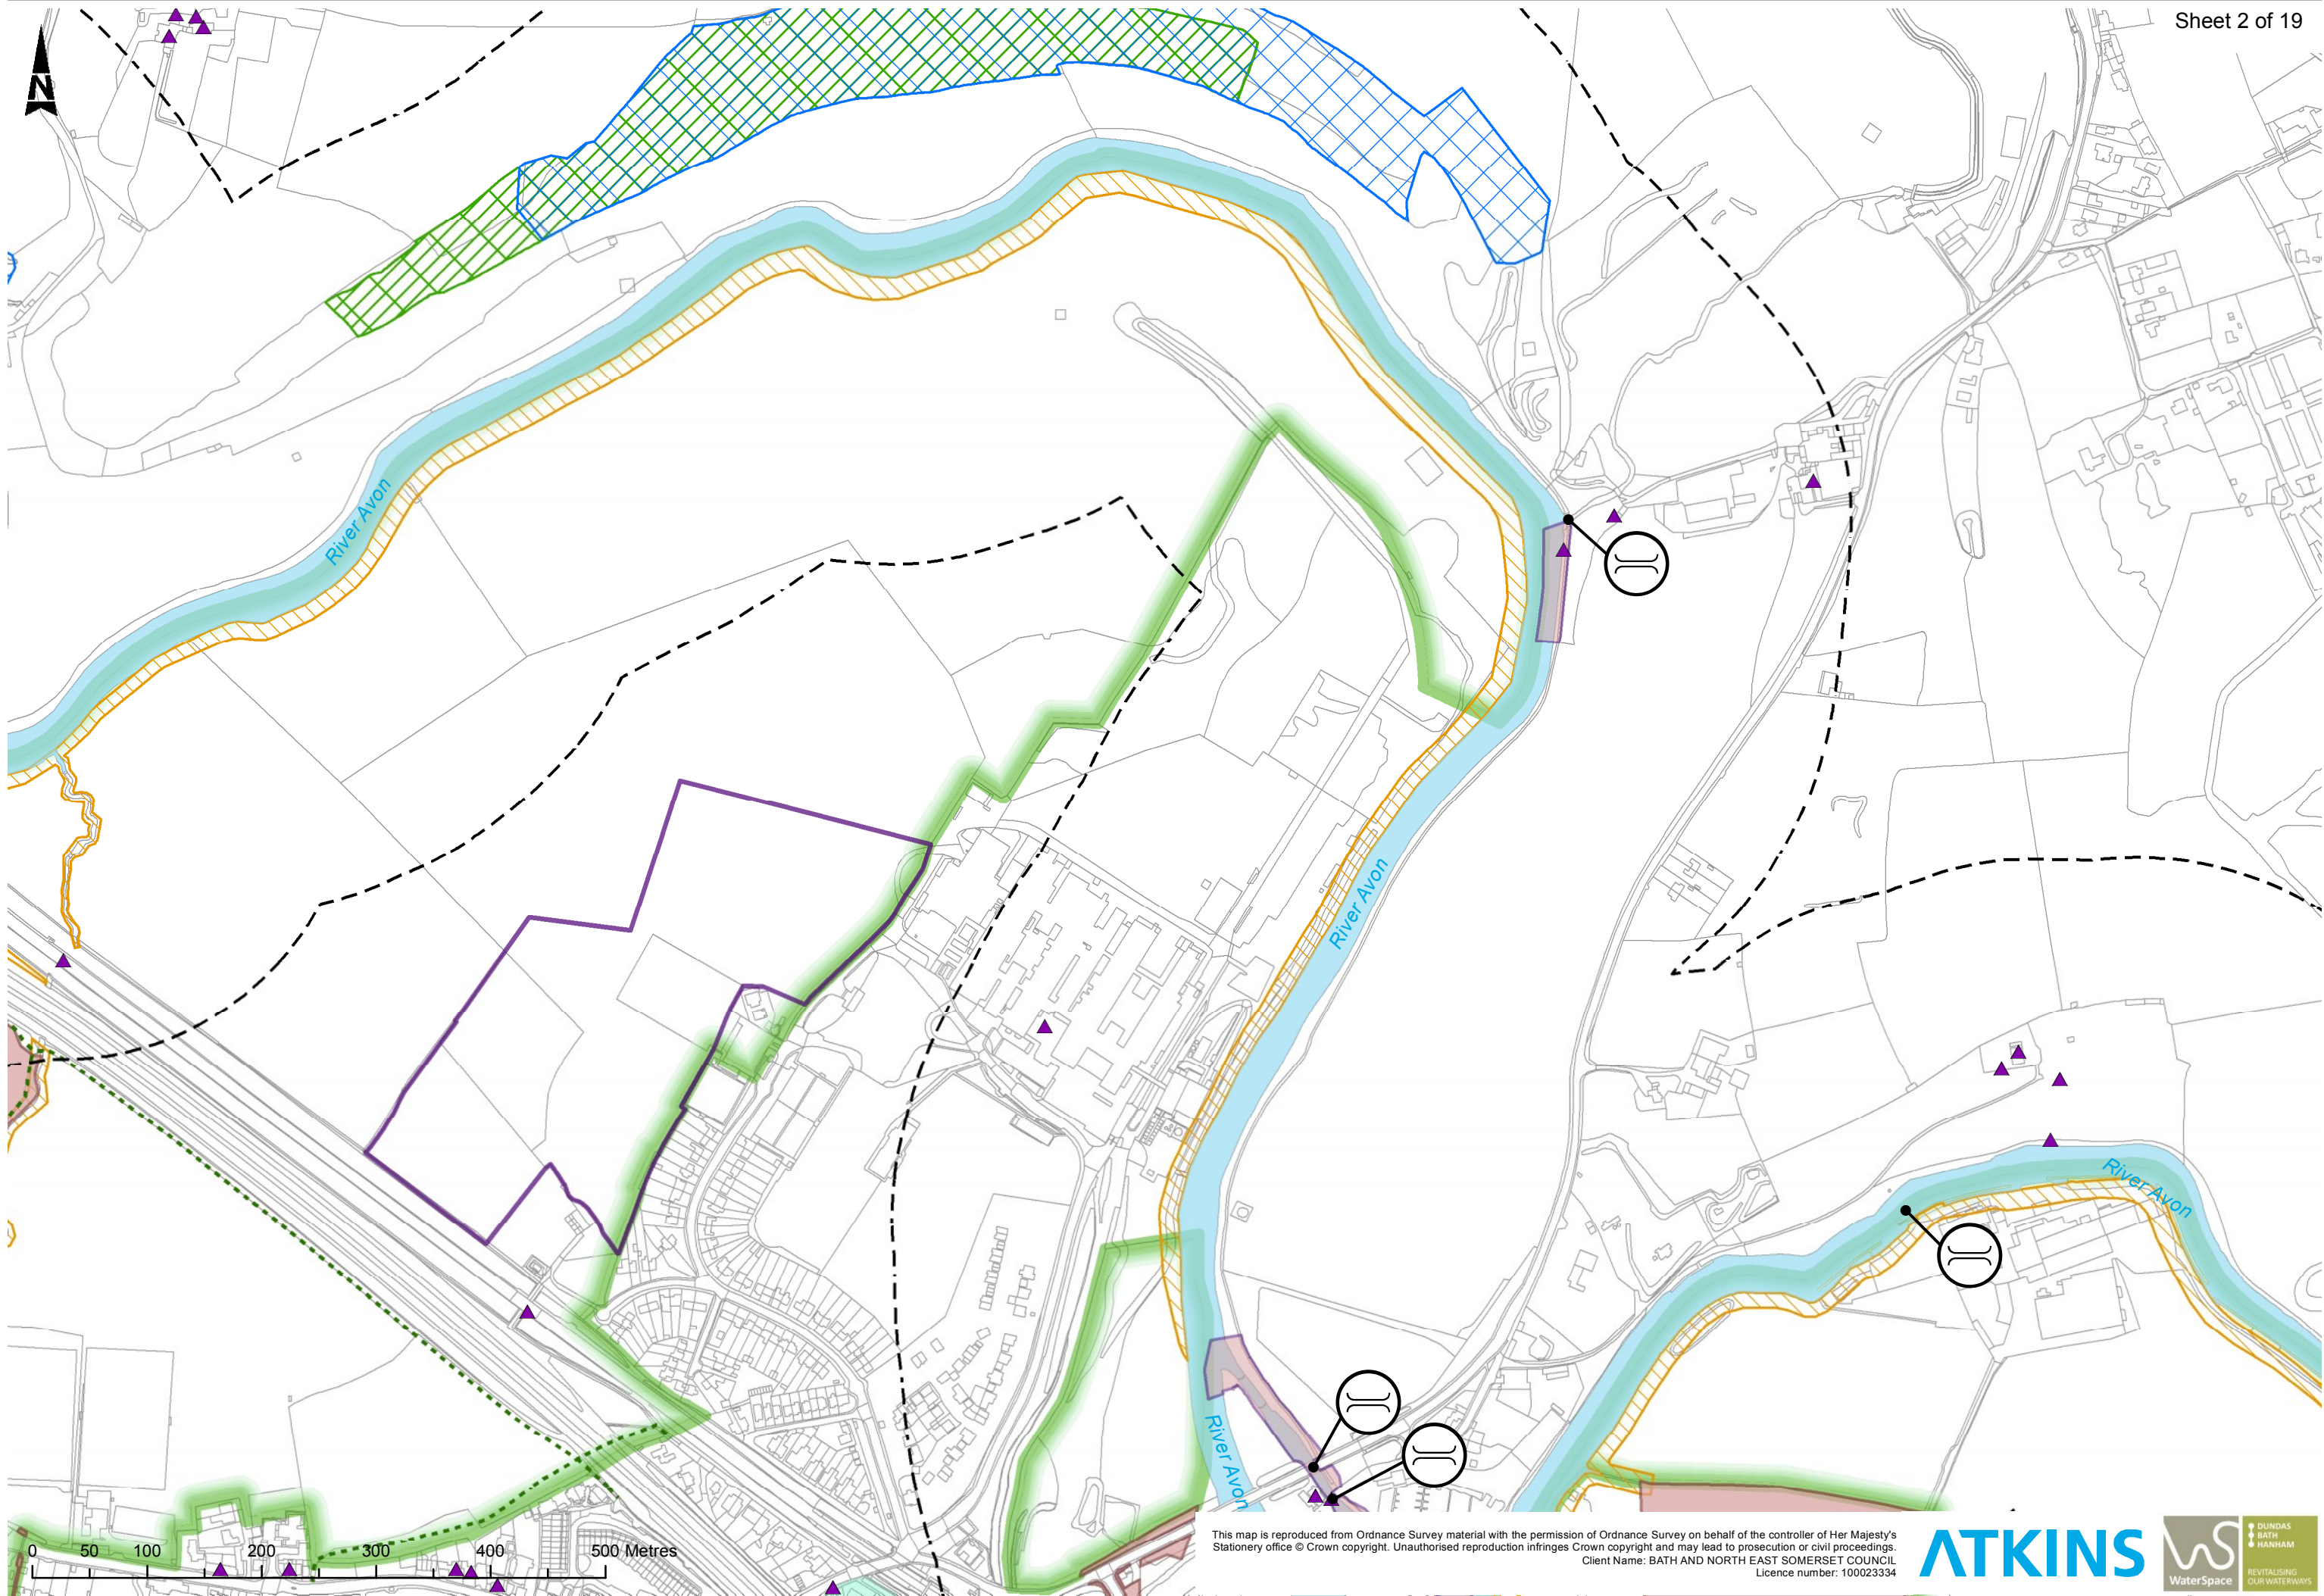 Sheet 2 of 19
N
River Avon
River Avon
River Avon
River Avon
0 50 100 200 300 400 500 Metres
This map is reproduced from Ordnance Survey material with the permission of Ordnance Survey on behalf of the controller of Her Majesty's
Stationery office © Crown copyright. Unauthorised reproduction infringes Crown copyright and may lead to prosecution or civil proceedings.
Client Name: BATH AND NORTH EAST SOMERSET COUNCIL
Licence number: 100023334
ATKINS
WS
WaterSpace
DUNDAS
BATH
HANHAM
REVITALISING
OUR WATERWAYS